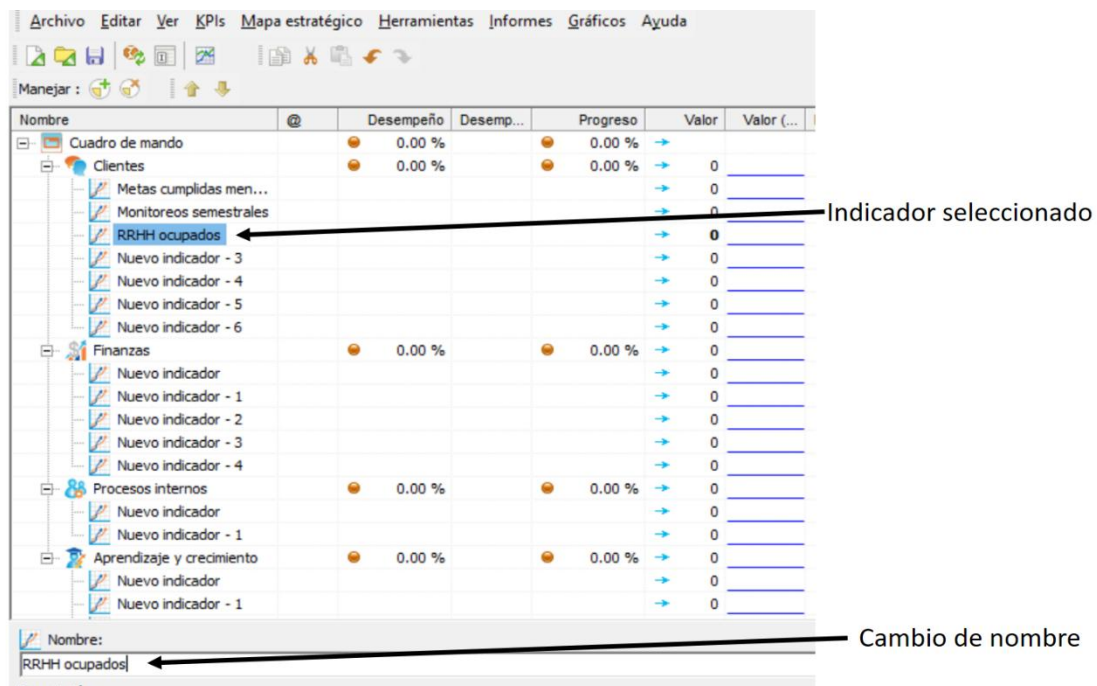 Archivo Editar Ver KPIs Mapa estratégico Herramientas Informes Gráficos Ayuda
Manejar :
Nombre @ Desempeño Desemp... Progreso Valor Valor (...
Cuadro de mando 0.00 % 0.00 %
Clientes 0.00 % 0.00 % 0
Metas cumplidas men... 0
Monitoreos semestrales 0
Indicador seleccionado
RRHH ocupados 0
Nuevo indicador - 3 0
Nuevo indicador - 4 0
Nuevo indicador - 5 0
Nuevo indicador - 6 0
Finanzas 0.00 % 0.00 % 0
Nuevo indicador 0
Nuevo indicador - 1 0
Nuevo indicador - 2 0
Nuevo indicador - 3 0
Nuevo indicador - 4 0
Procesos internos 0.00 % 0.00 % 0
Nuevo indicador 0
Nuevo indicador - 1 0
Aprendizaje y crecimiento 0.00 % 0.00 % 0
Nuevo indicador 0
Nuevo indicador - 1 0
Nombre:
Cambio de nombre
RRHH ocupados